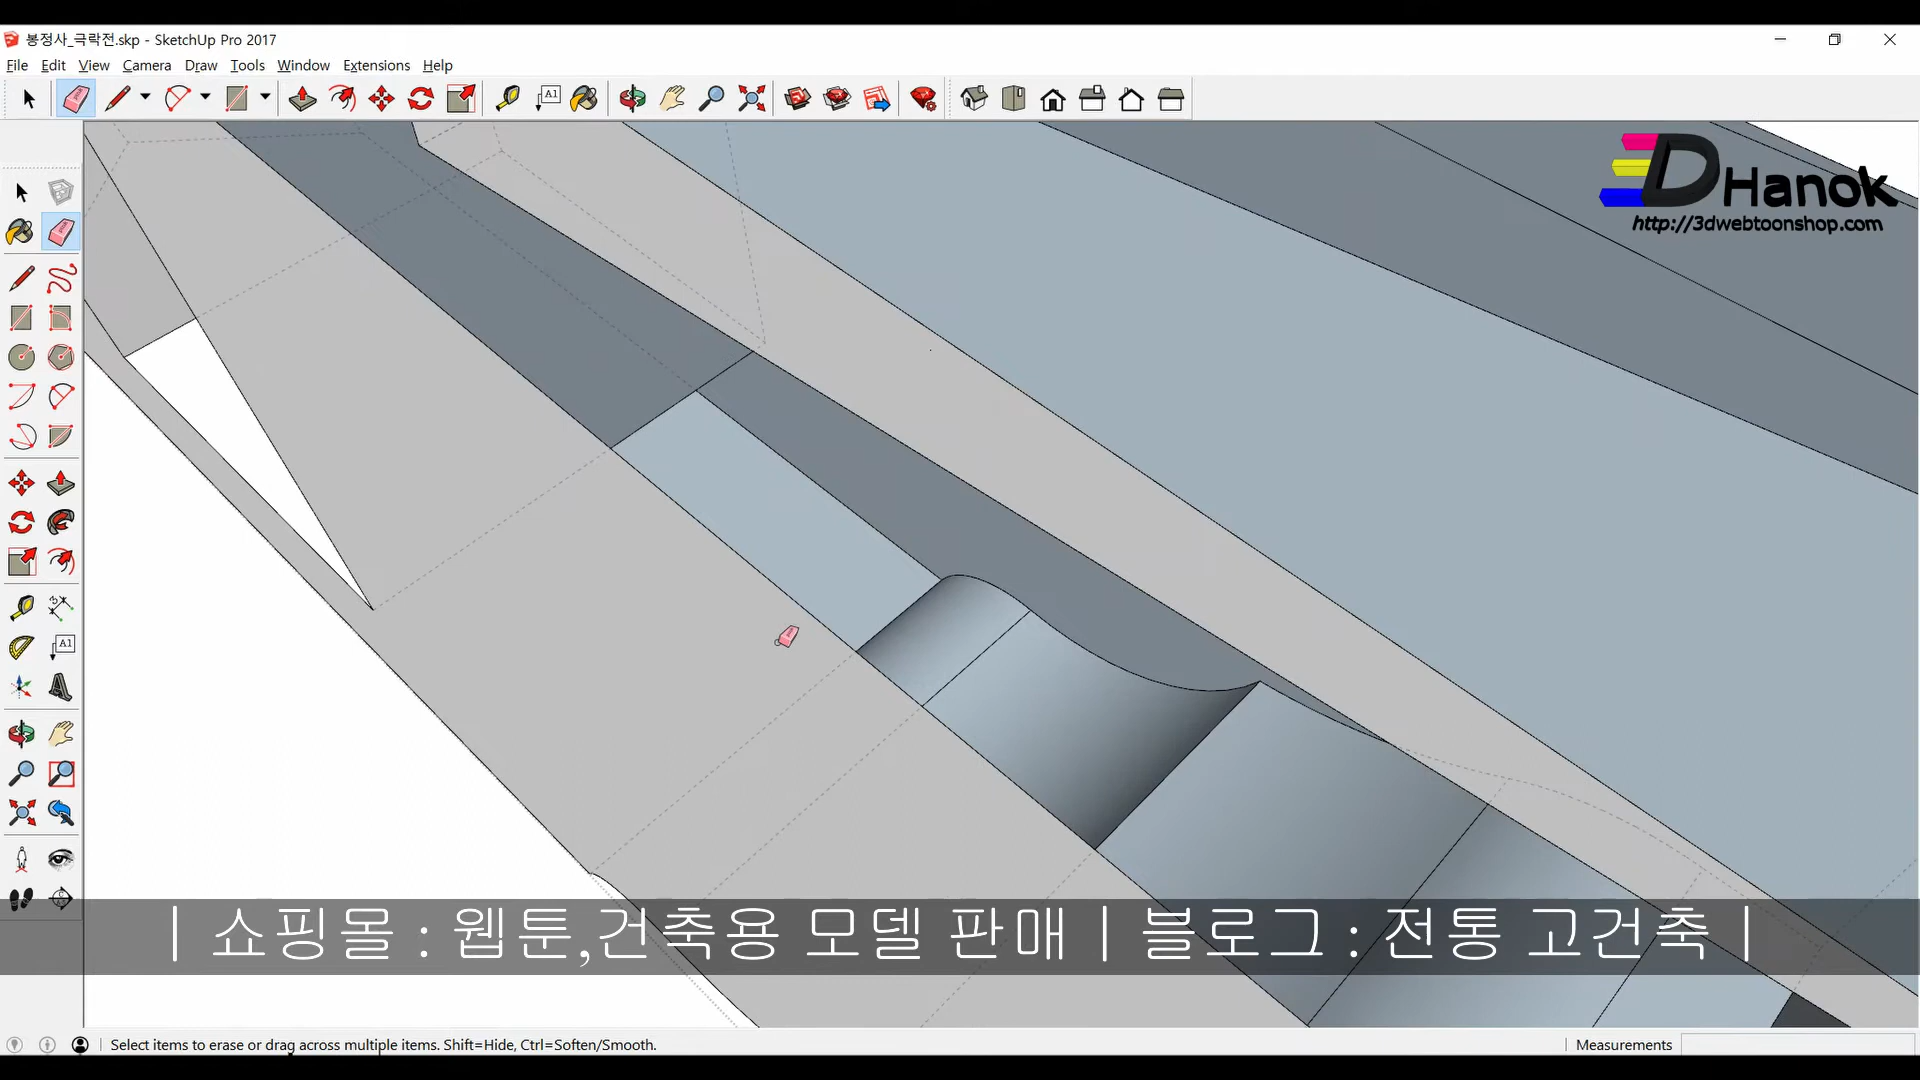 봉정사_극락전.skp - SketchUp Pro 2017
File Edit View Camera Draw Tools Window Extensions Help
A1
DHanok
http://3dwebtoonshop.com
A1
| 쇼핑몰 : 웹툰,건축용 모델 판매 | 블로그 : 전통 고건축 |
Select items to erase or drag across multiple items. Shift=Hide, Ctrl=Soften/Smooth.
Measurements